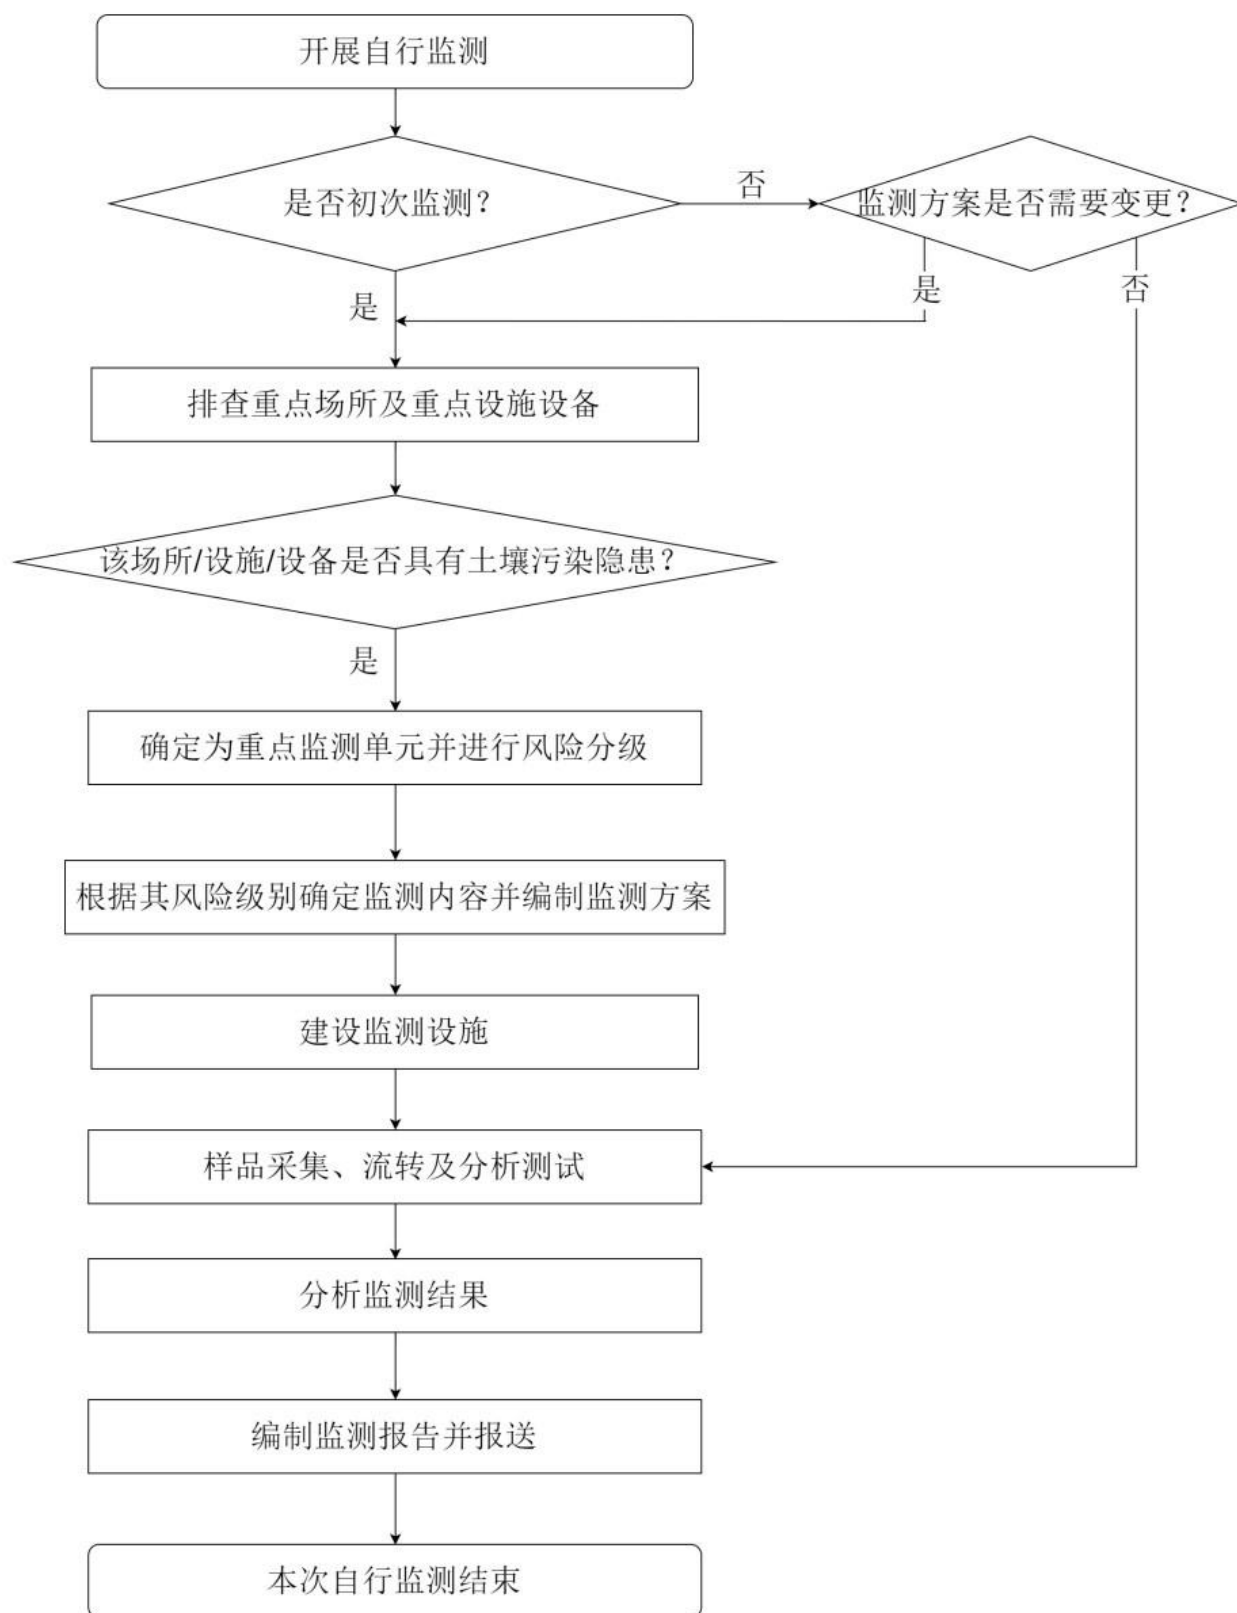 开展自行监测
是否初次监测？
否
监测方案是否需要变更？
是
是
否
排查重点场所及重点设施设备
该场所/设施/设备是否具有土壤污染隐患？
是
确定为重点监测单元并进行风险分级
根据其风险级别确定监测内容并编制监测方案
建设监测设施
样品采集、流转及分析测试
分析监测结果
编制监测报告并报送
本次自行监测结束